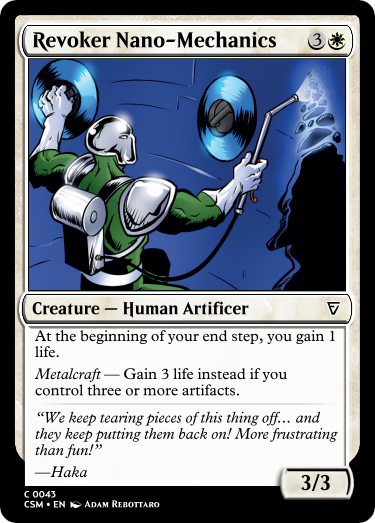 Revoker Nano-Mechanics 3
Creature — Human Artificer
At the beginning of your end step, you gain 1
life.
Metalcraft — Gain 3 life instead if you
control three or more artifacts.
“We keep tearing pieces of this thing off… and
they keep putting them back on! More frustrating
than fun!”
—Haka
3/3
C 0043
CSM • EN Adam Rebottaro